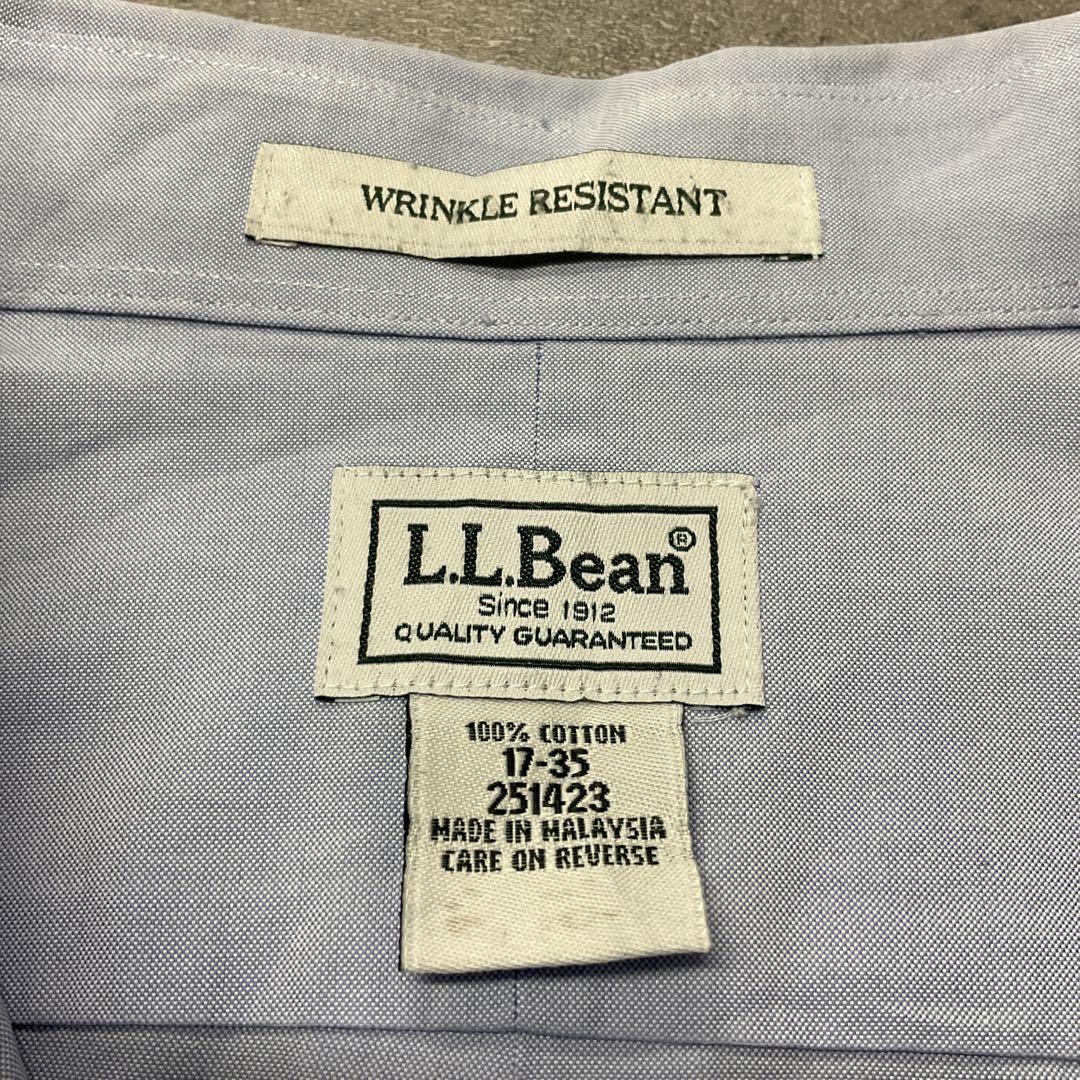 WRINKLE RESISTANT
L.L.Bean®
Since 1912
QUALITY GUARANTEED
100% COTTON
17-35
251423
MADE IN MALAYSIA
CARE ON REVERSE